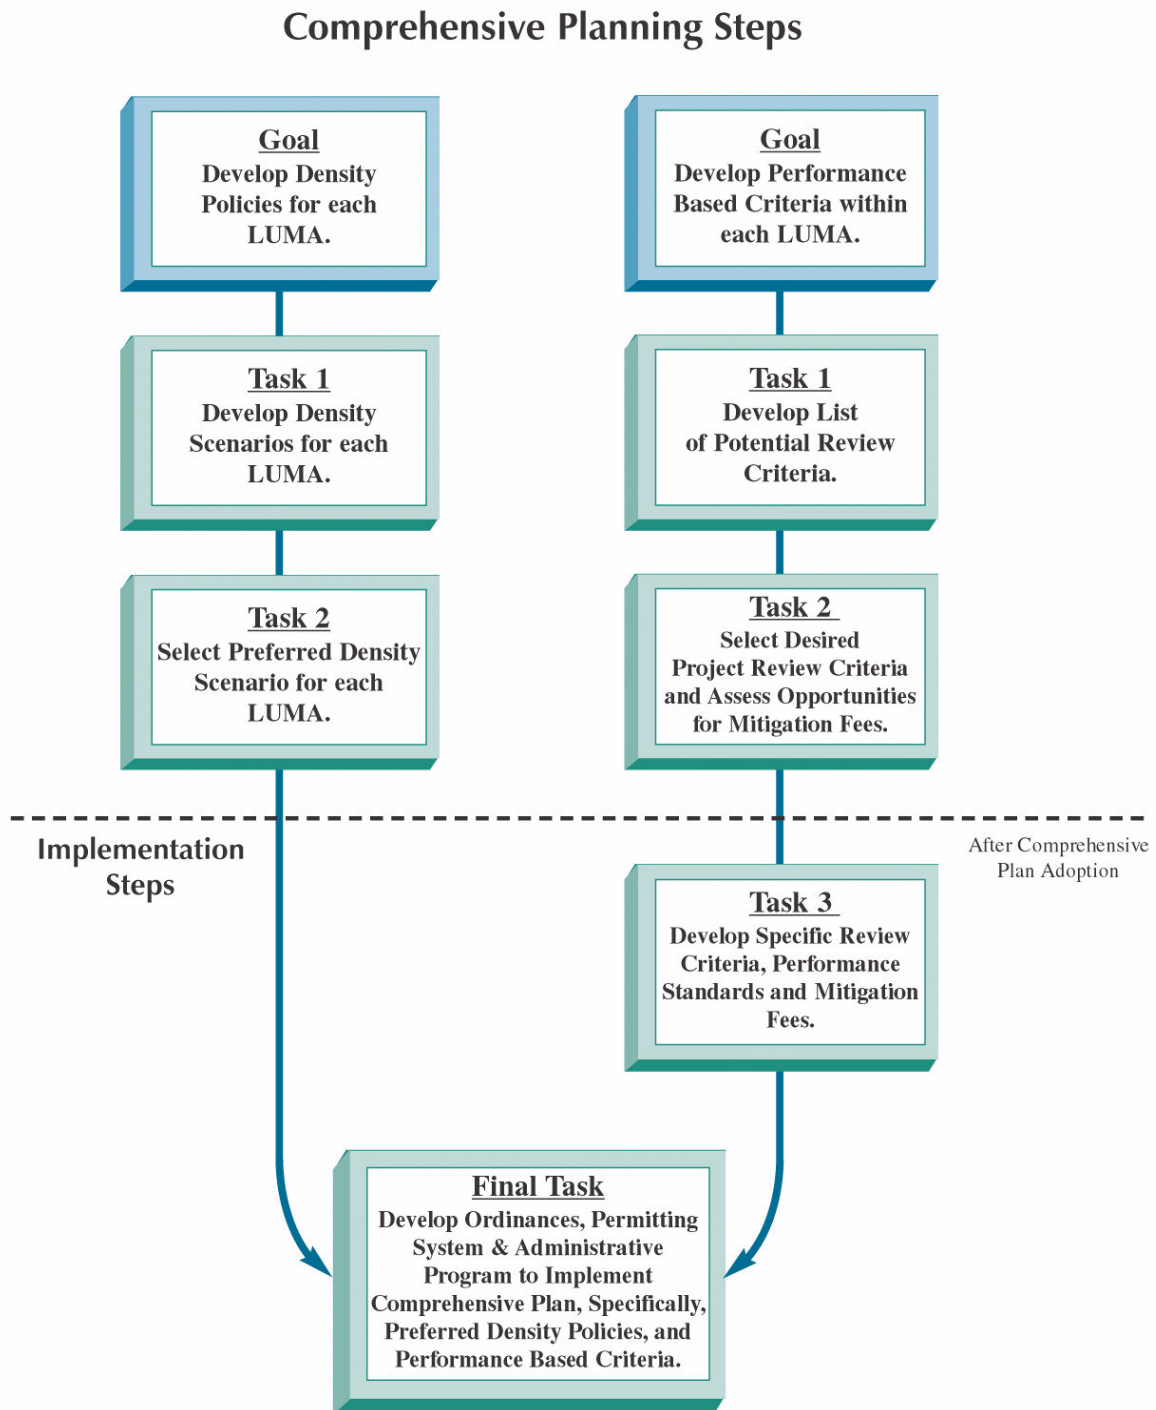 Comprehensive Planning Steps
Goal
Develop Density
Policies for each
LUMA.
Goal
Develop Performance
Based Criteria within
each LUMA.
Task 1
Develop Density
Scenarios for each
LUMA.
Task 1
Develop List
of Potential Review
Criteria.
Task 2
Select Preferred Density
Scenario for each
LUMA.
Task 2
Select Desired
Project Review Criteria
and Assess Opportunities
for Mitigation Fees.
Implementation
Steps
After Comprehensive
Plan Adoption
Task 3
Develop Specific Review
Criteria, Performance
Standards and Mitigation
Fees.
Final Task
Develop Ordinances, Permitting
System & Administrative
Program to Implement
Comprehensive Plan, Specifically,
Preferred Density Policies, and
Performance Based Criteria.